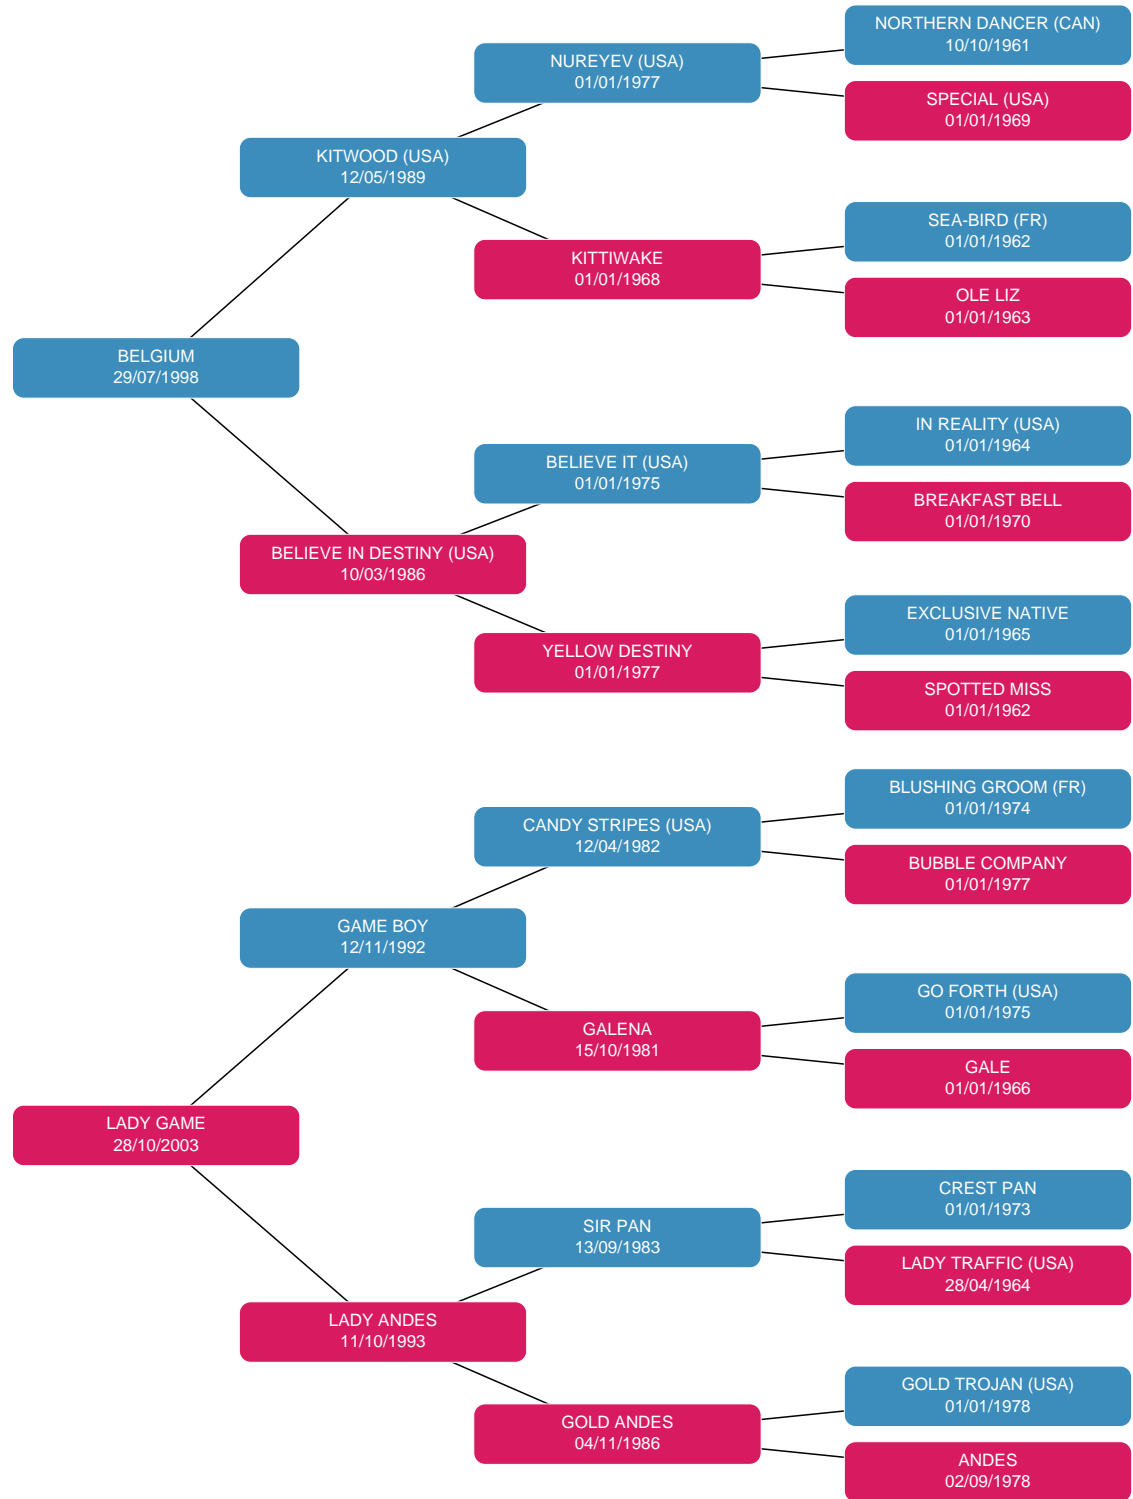 NORTHERN DANCER (CAN)
10/10/1961
NUREYEV (USA)
01/01/1977
SPECIAL (USA)
01/01/1969
KITWOOD (USA)
12/05/1989
SEA-BIRD (FR)
01/01/1962
KITTIWAKE
01/01/1968
OLE LIZ
01/01/1963
BELGIUM
29/07/1998
IN REALITY (USA)
01/01/1964
BELIEVE IT (USA)
01/01/1975
BREAKFAST BELL
01/01/1970
BELIEVE IN DESTINY (USA)
10/03/1986
EXCLUSIVE NATIVE
01/01/1965
YELLOW DESTINY
01/01/1977
SPOTTED MISS
01/01/1962
BLUSHING GROOM (FR)
01/01/1974
CANDY STRIPES (USA)
12/04/1982
BUBBLE COMPANY
01/01/1977
GAME BOY
12/11/1992
GO FORTH (USA)
01/01/1975
GALENA
15/10/1981
GALE
01/01/1966
LADY GAME
28/10/2003
CREST PAN
01/01/1973
SIR PAN
13/09/1983
LADY TRAFFIC (USA)
28/04/1964
LADY ANDES
11/10/1993
GOLD TROJAN (USA)
01/01/1978
GOLD ANDES
04/11/1986
ANDES
02/09/1978